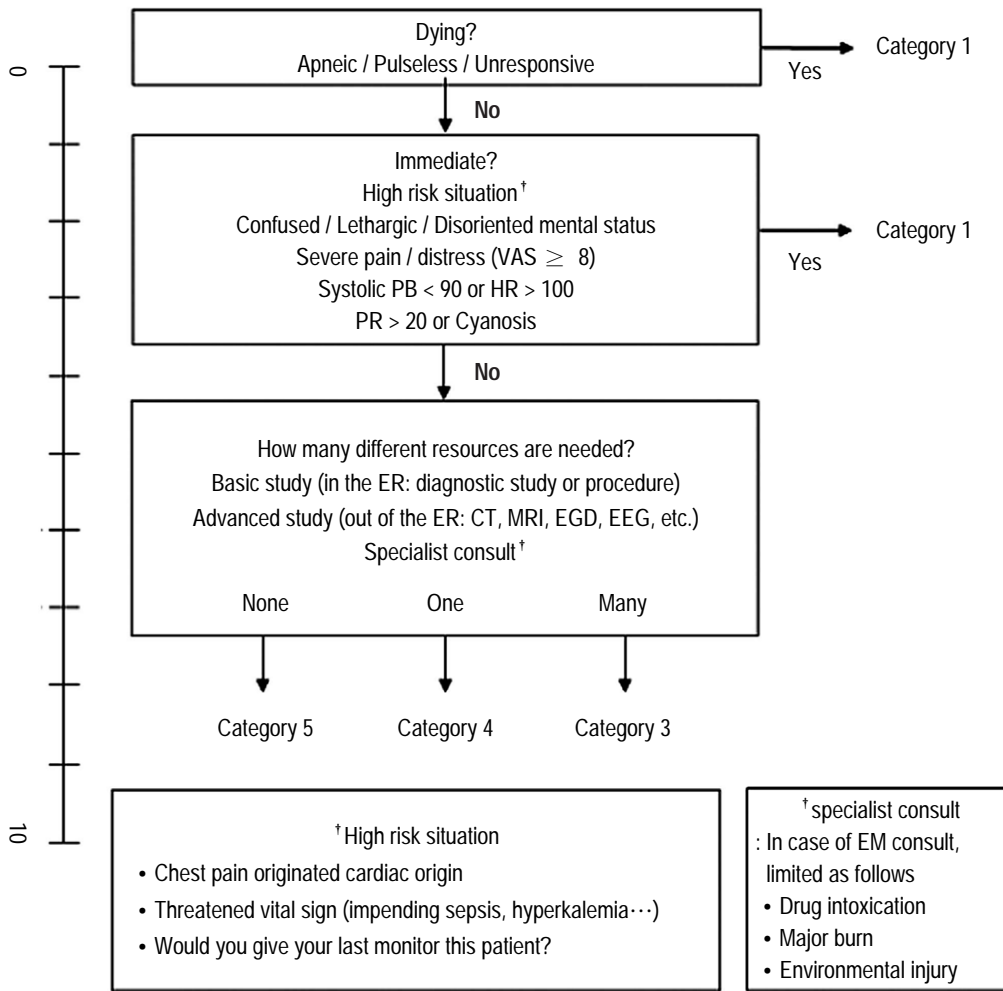 Dying?
Apneic / Pulseless / Unresponsive
Category 1
Yes
0
No
Immediate?
High risk situation†
Confused / Lethargic / Disoriented mental status
Severe pain / distress (VAS ≥ 8)
Systolic PB < 90 or HR > 100
PR > 20 or Cyanosis
Category 1
Yes
No
How many different resources are needed?
Basic study (in the ER: diagnostic study or procedure)
Advanced study (out of the ER: CT, MRI, EGD, EEG, etc.)
Specialist consult†
None One Many
Category 5 Category 4 Category 3
10
†High risk situation
• Chest pain originated cardiac origin
• Threatened vital sign (impending sepsis, hyperkalemia···)
• Would you give your last monitor this patient?
†specialist consult
: In case of EM consult,
limited as follows
• Drug intoxication
• Major burn
• Environmental injury